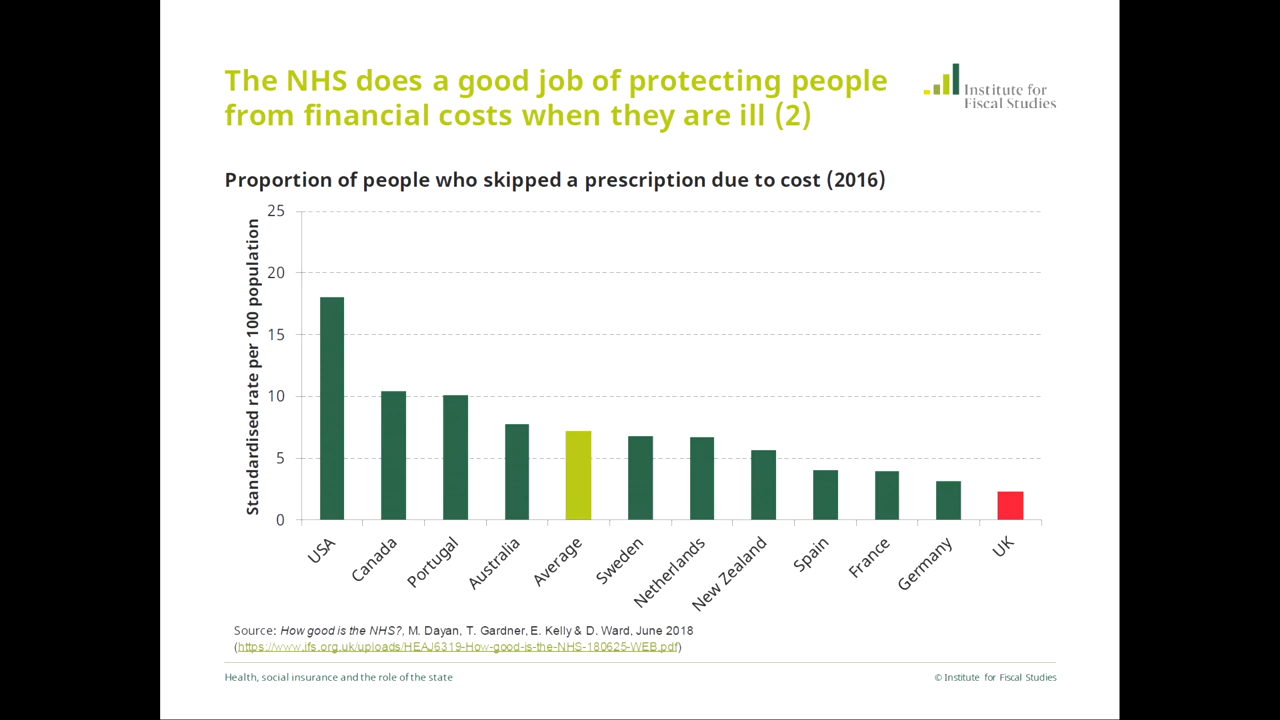 The NHS does a good job of protecting people
from financial costs when they are ill (2)
Institute for
Fiscal Studies
Proportion of people who skipped a prescription due to cost (2016)
Standardised rate per 100 population
25
20
15
10
5
0
USA
Canada
Portugal
Australia
Average
Sweden
Netherlands
New Zealand
Spain
France
Germany
UK
Source: How good is the NHS?, M. Dayan, T. Gardner, E. Kelly & D. Ward, June 2018
(https://www.ifs.org.uk/uploads/HEAJ6319-How-good-is-the-NHS-180625-WEB.pdf)
Health, social insurance and the role of the state
© Institute for Fiscal Studies